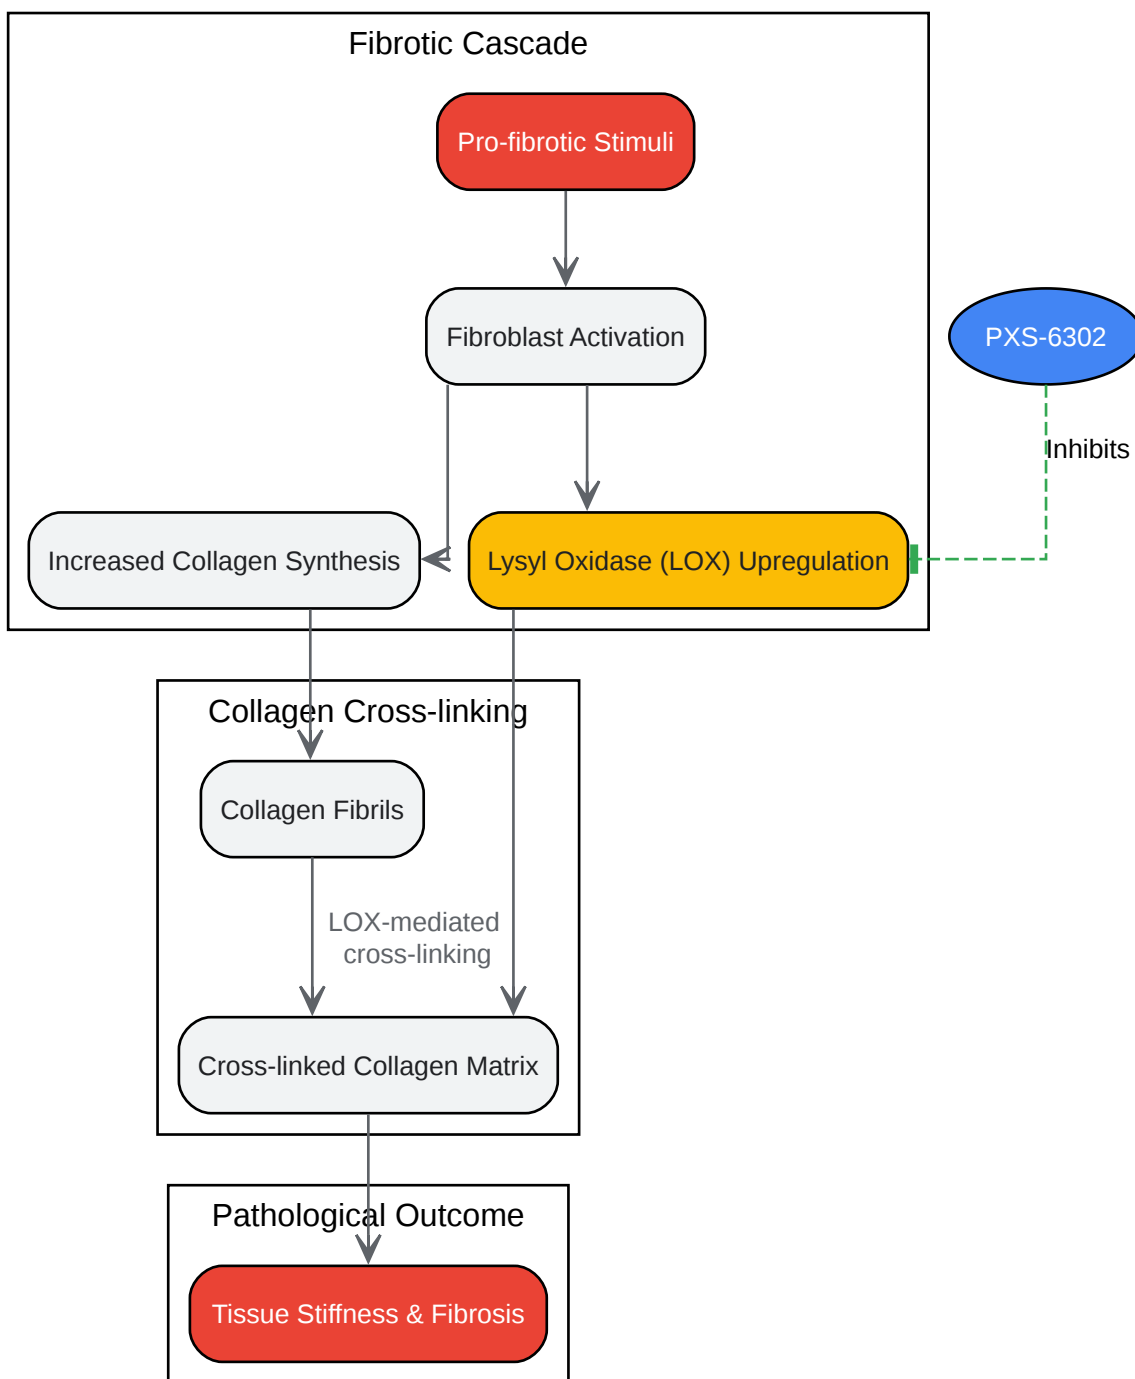 Fibrotic Cascade
Pro-fibrotic Stimuli
Fibroblast Activation
PXS-6302
Inhibits
Increased Collagen Synthesis
Lysyl Oxidase (LOX) Upregulation
Collagen Cross-linking
Collagen Fibrils
LOX-mediated
cross-linking
Cross-linked Collagen Matrix
Pathological Outcome
Tissue Stiffness & Fibrosis